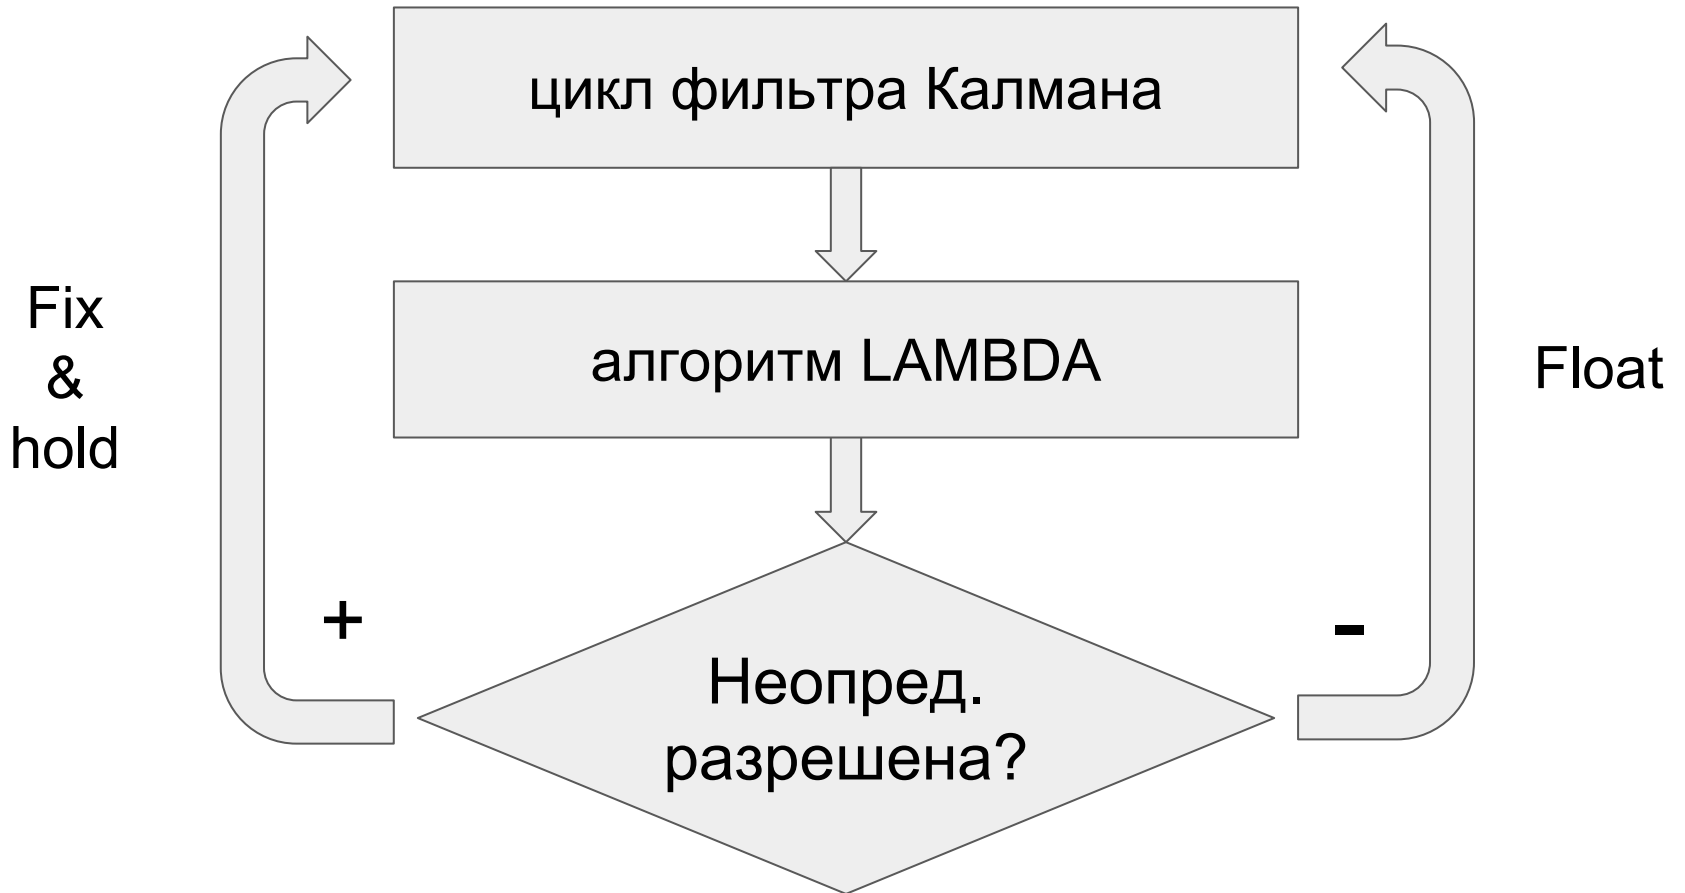 цикл фильтра Калмана
Fix
&
hold
алгоритм LAMBDA
Float
+
-
Неопред.
разрешена?